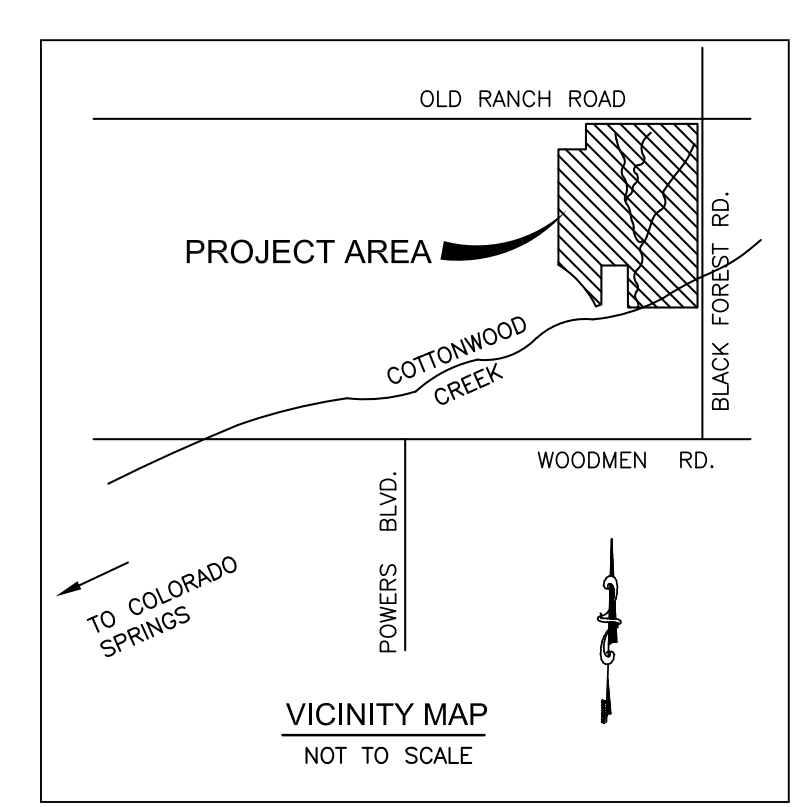 OLD RANCH ROAD
PROJECT AREA
BLACK FOREST RD.
COTTONWOOD
CREEK
WOODMEN RD.
POWERS BLVD.
TO COLORADO
SPRINGS
VICINITY MAP
NOT TO SCALE